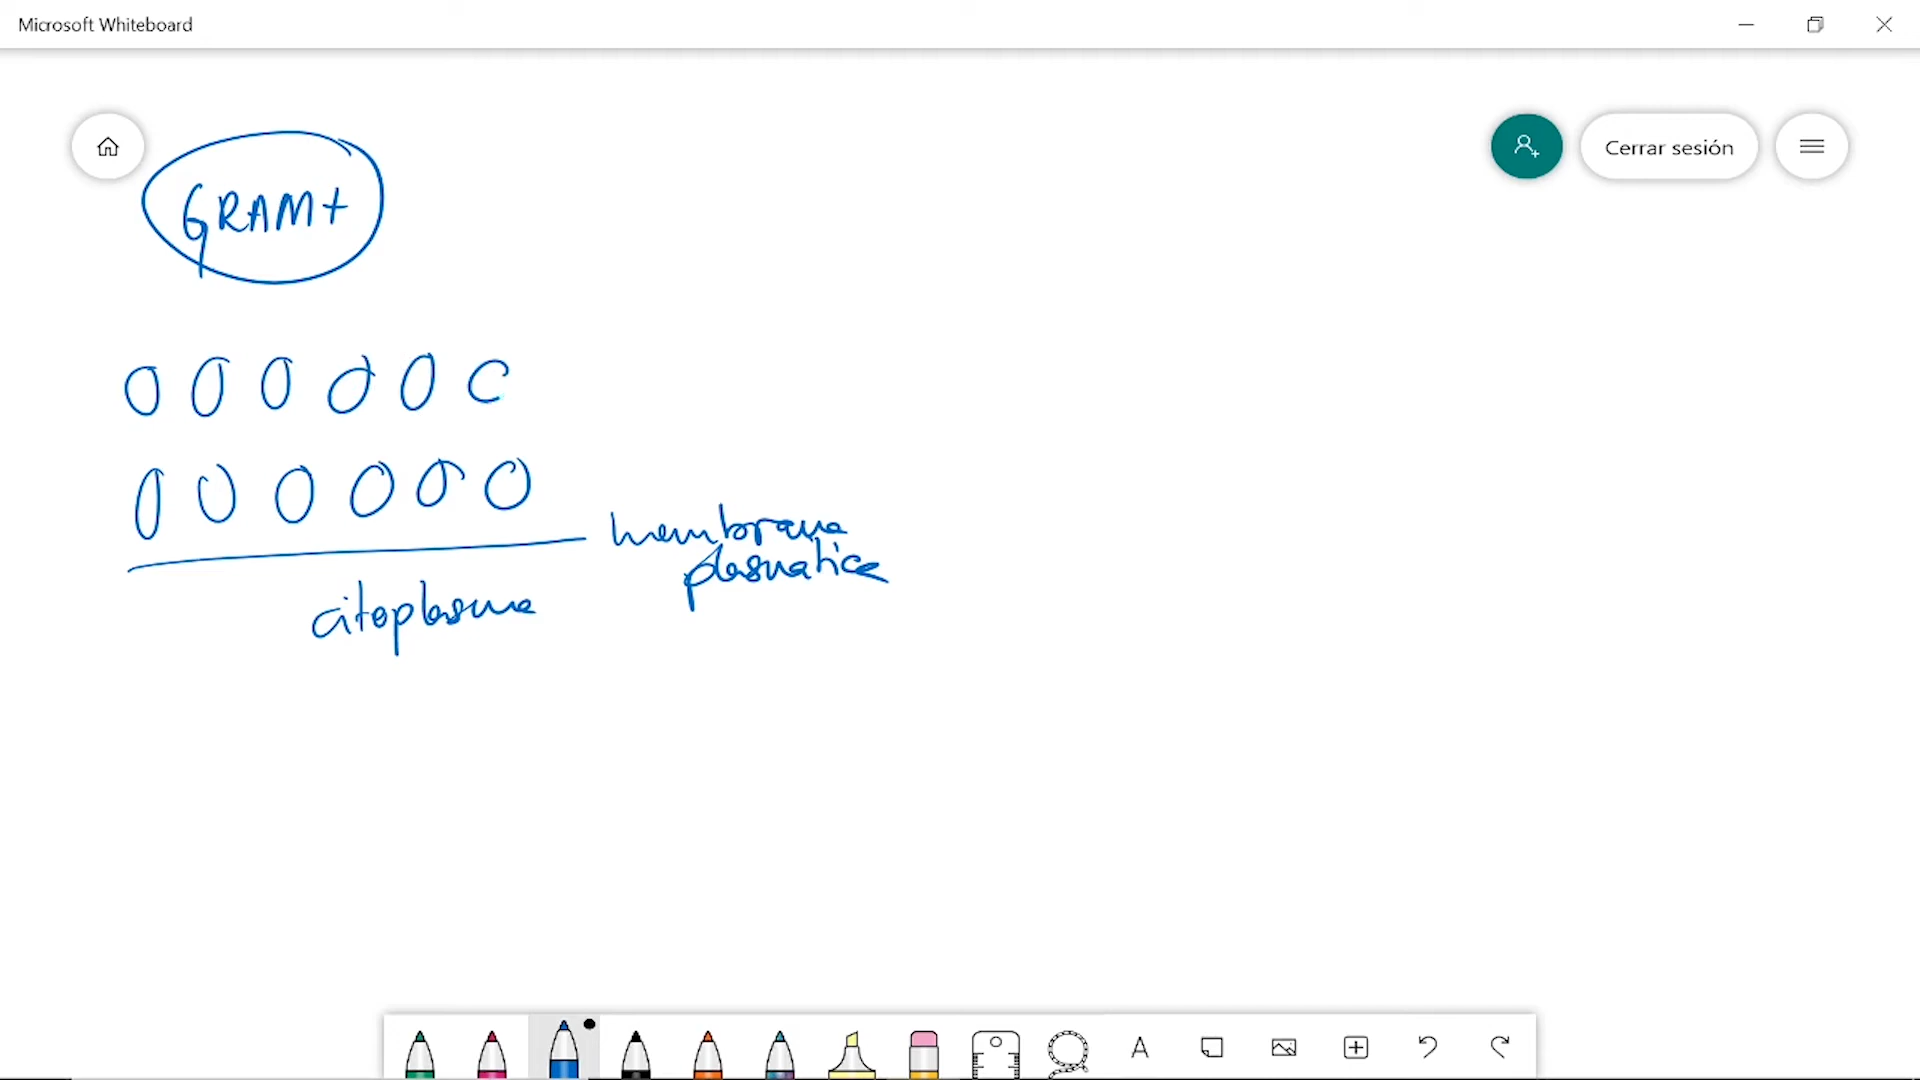 Microsoft Whiteboard
Cerrar sesión
GRAM+
membrana
plasmatica
citoplasma
A